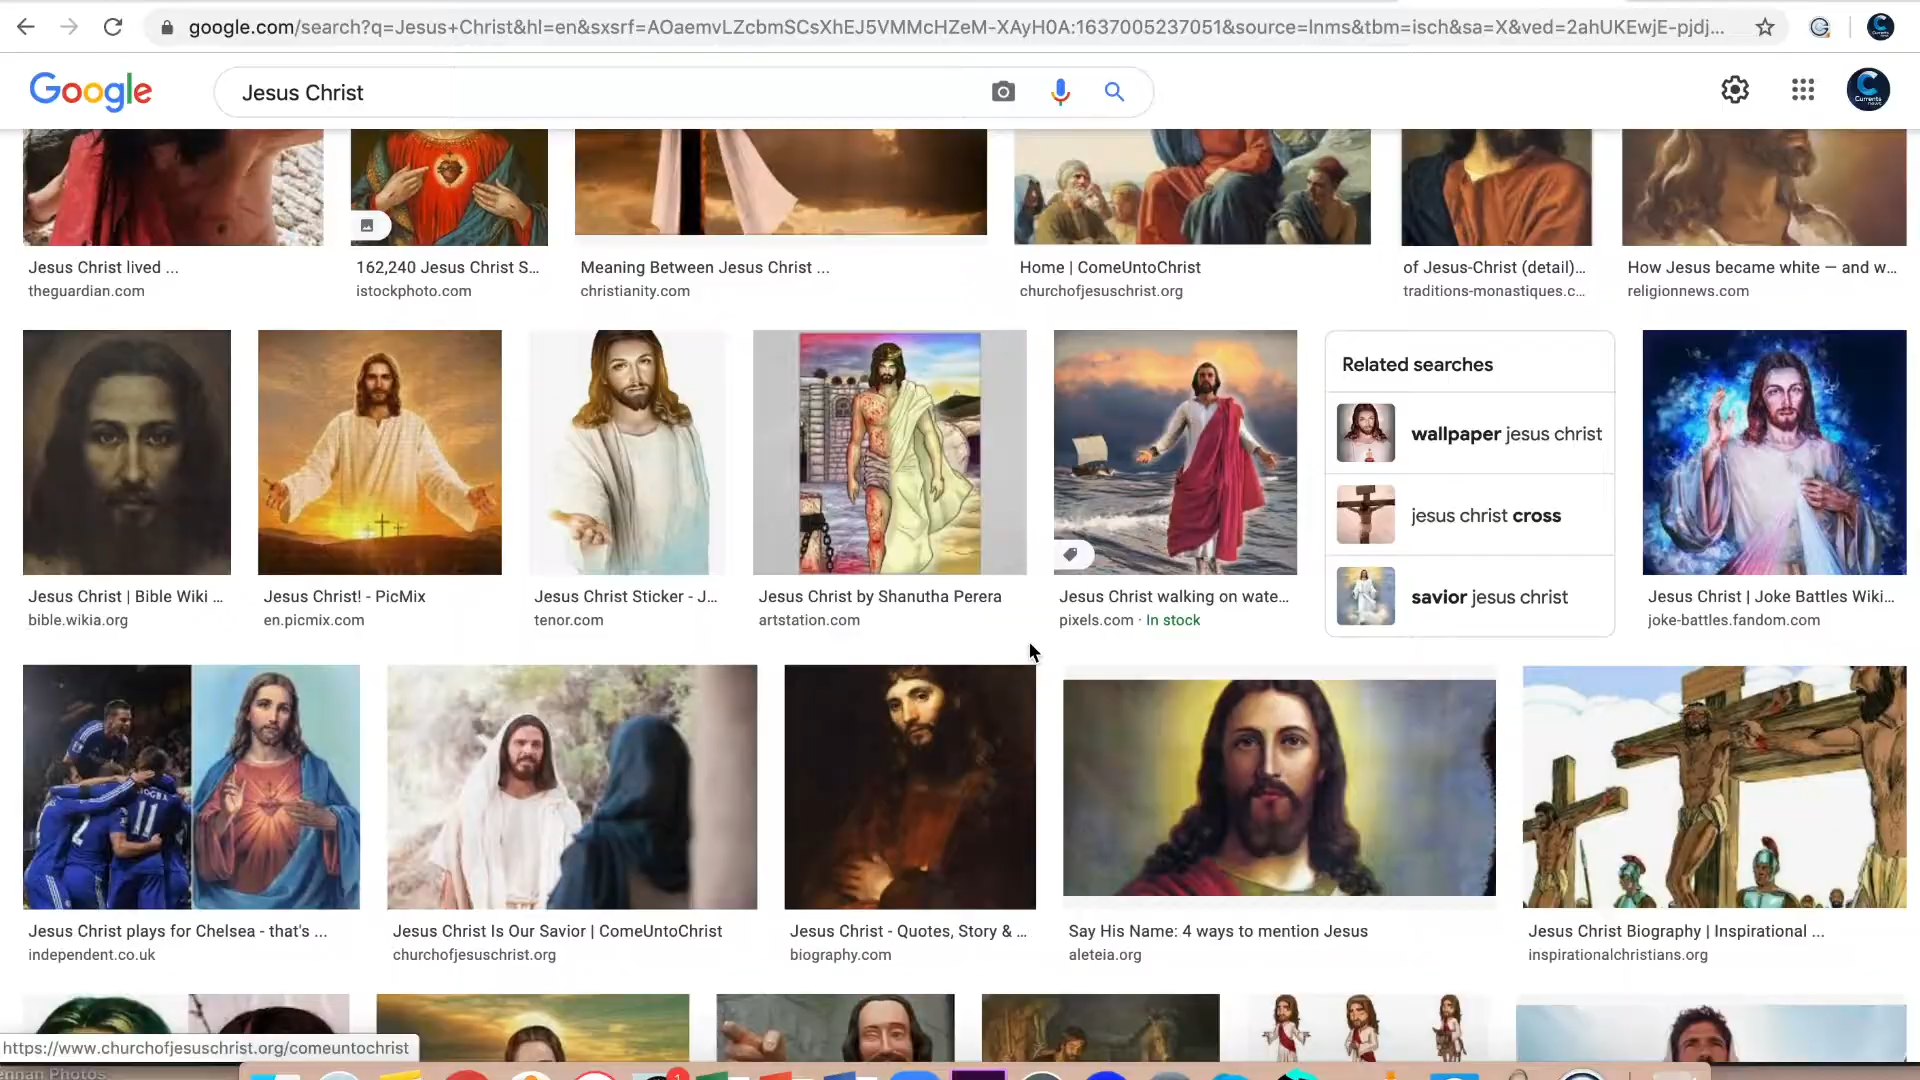 google.com/search?q=Jesus+Christ&hl=en&sxsrf=AOaemvLZcbmSCsXhEJ5VMMcHZeM-XAyH0A:1637005237051&source=lnms&tbm=isch&sa=X&ved=2ahUKEwjE-pjdj...
Google
Jesus Christ
Currents
news
Jesus Christ lived ...
theguardian.com
162,240 Jesus Christ S...
istockphoto.com
Meaning Between Jesus Christ ...
christianity.com
Home | ComeUntoChrist
churchofjesuschrist.org
of Jesus-Christ (detail)...
traditions-monastiques.c...
How Jesus became white — and w...
religionnews.com
Related searches
wallpaper jesus christ
jesus christ cross
savior jesus christ
Jesus Christ | Bible Wiki ...
bible.wikia.org
Jesus Christ! - PicMix
en.picmix.com
Jesus Christ Sticker - J...
tenor.com
Jesus Christ by Shanutha Perera
artstation.com
Jesus Christ walking on wate...
pixels.com · In stock
Jesus Christ | Joke Battles Wiki...
joke-battles.fandom.com
11
2
Jesus Christ plays for Chelsea - that's ...
independent.co.uk
Jesus Christ Is Our Savior | ComeUntoChrist
churchofjesuschrist.org
Jesus Christ - Quotes, Story & ...
biography.com
Say His Name: 4 ways to mention Jesus
aleteia.org
Jesus Christ Biography | Inspirational ...
inspirationalchristians.org
https://www.churchofjesuschrist.org/comeuntochrist
Photos
1